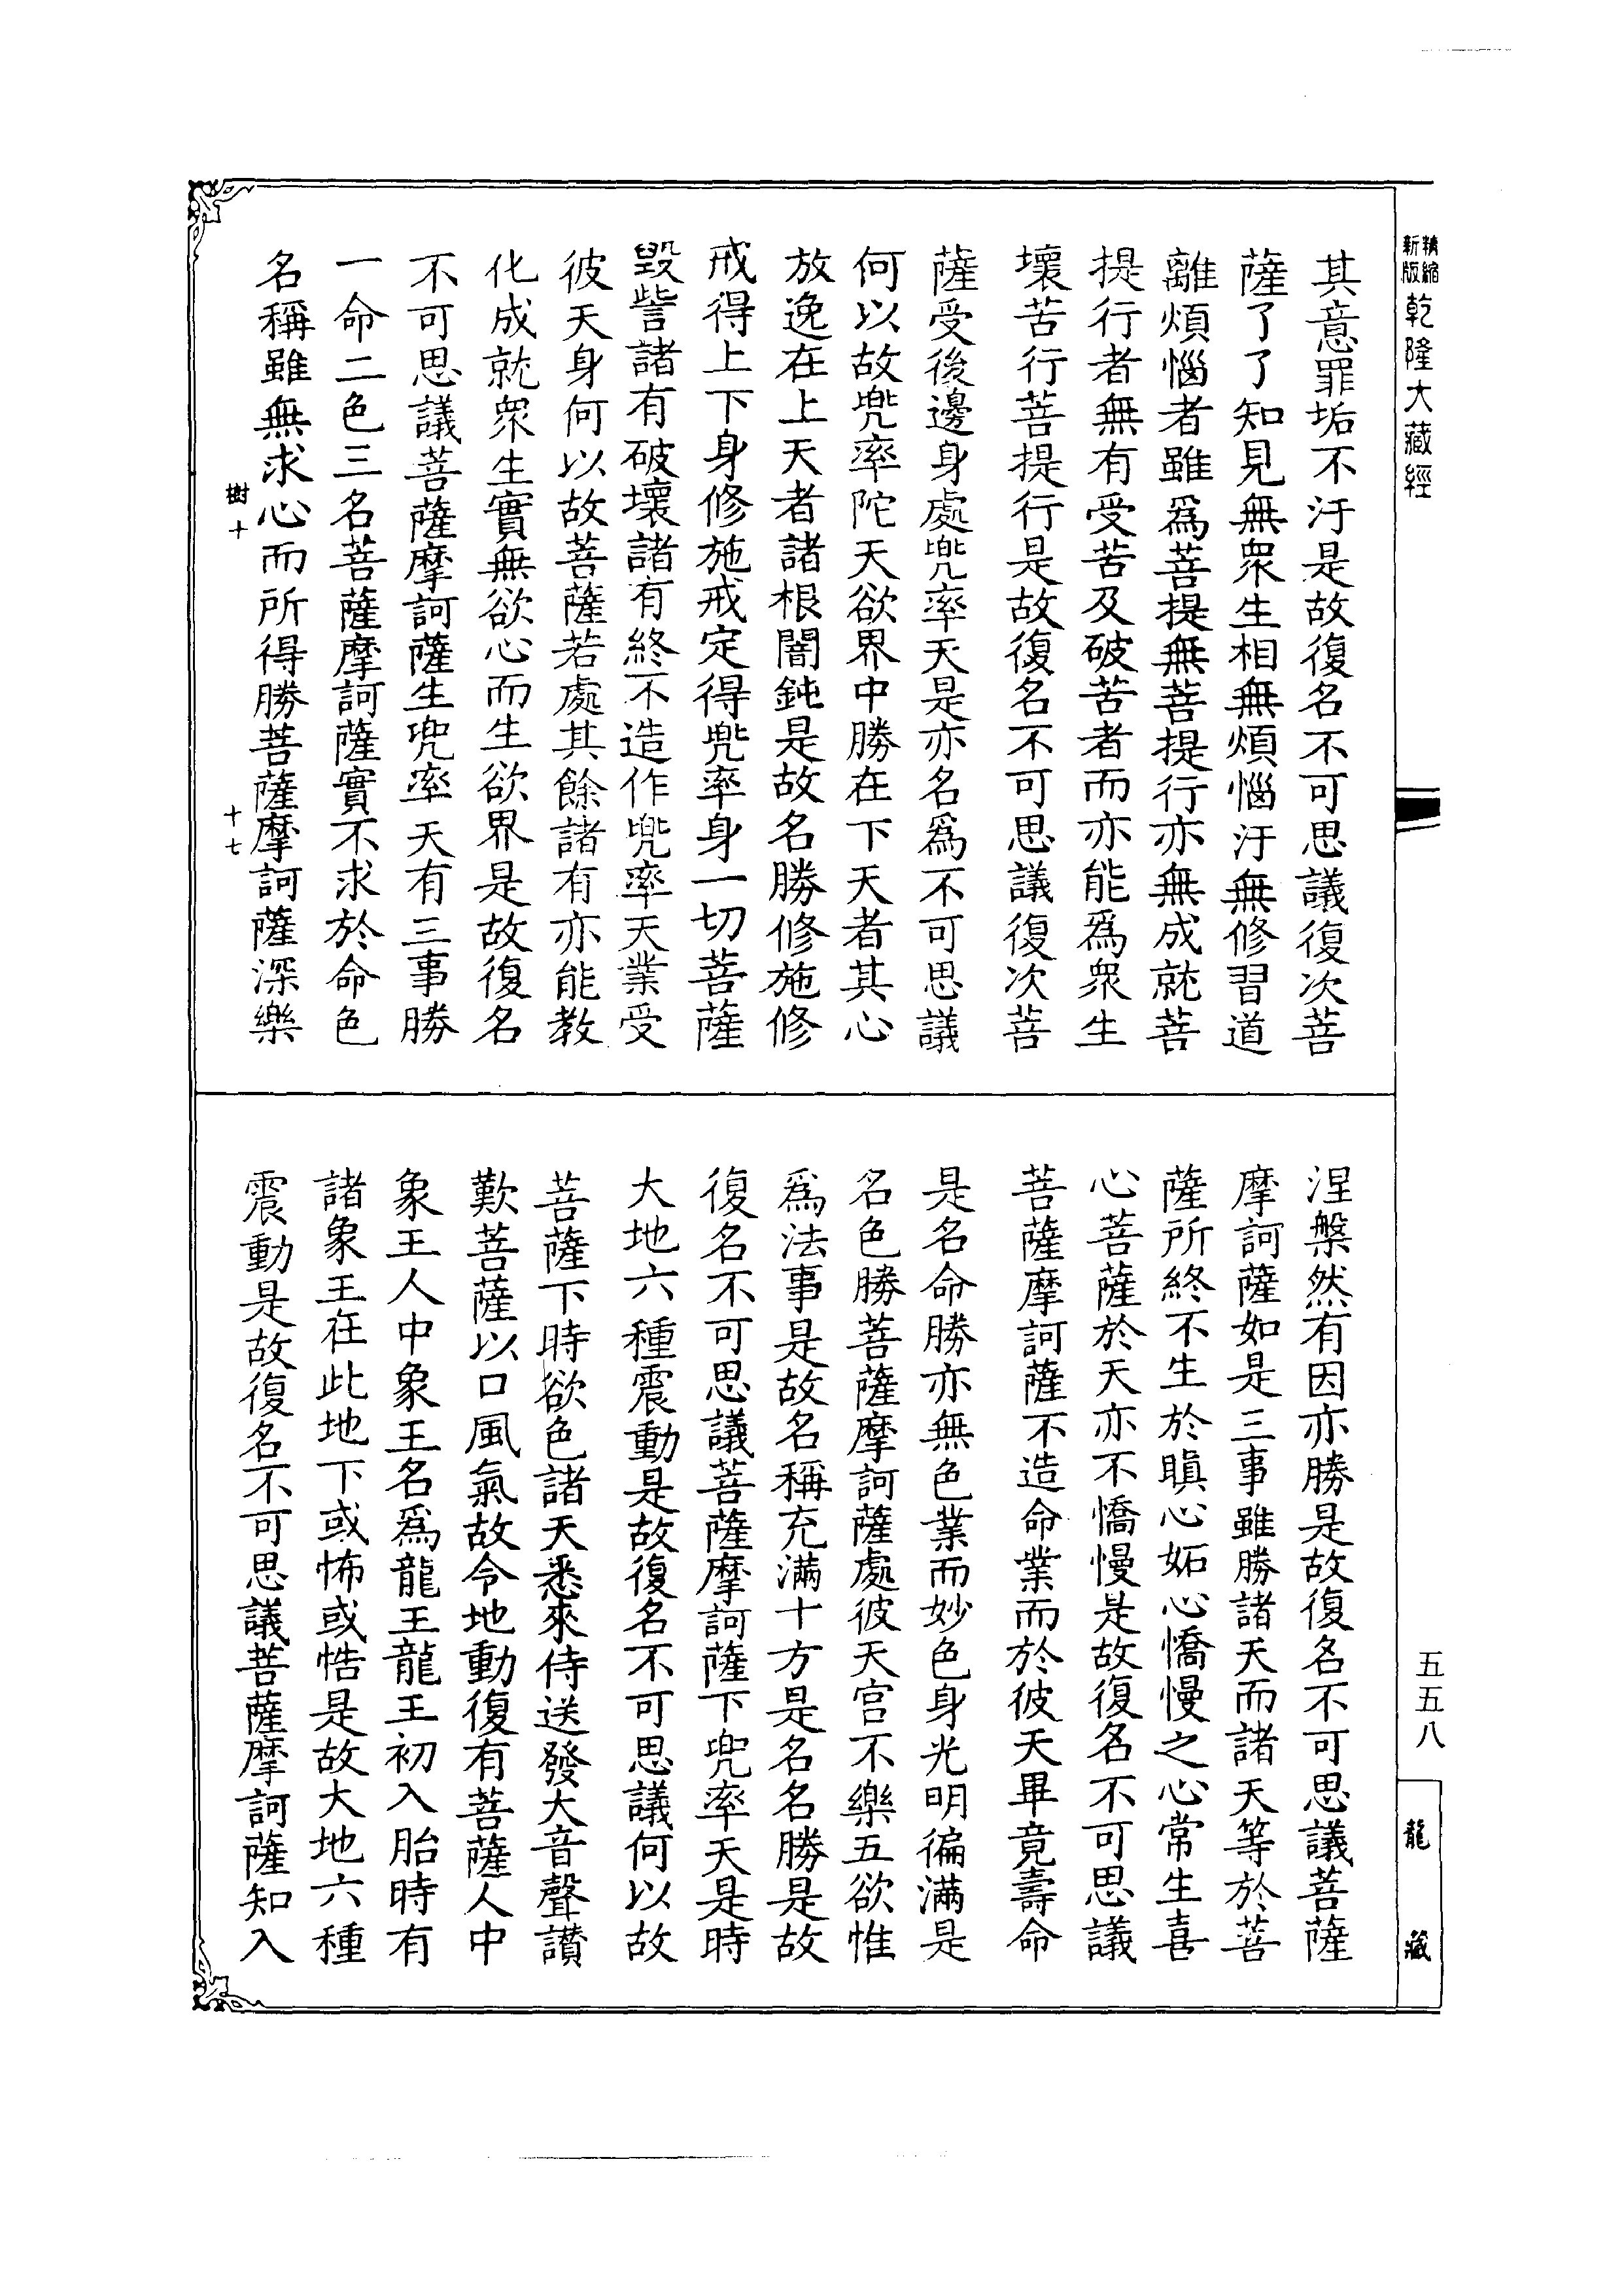 精縮
新版
乾隆大藏經
五五八
龍藏
其意罪垢不汙是故復名不可思議復次菩
薩了了知見無衆生相無煩惱汙無修習道
離煩惱者雖爲菩提無菩提行亦無成就菩
提行者無有受苦及破苦者而亦能爲衆生
壞苦行菩提行是故復名不可思議復次菩
薩受後邊身處兜率天是亦名爲不可思議
何以故兜率陀天欲界中勝在下天者其心
放逸在上天者諸根闇鈍是故名勝修施修
戒得上下身修施戒定得兜率身一切菩薩
毀訾諸有破壞諸有終不造作兜率天業受
彼天身何以故菩薩若處其餘諸有亦能教
化成就衆生實無欲心而生欲界是故復名
不可思議菩薩摩訶薩生兜率天有三事勝
一命二色三名菩薩摩訶薩實不求於命色
名稱雖無求心而所得勝菩薩摩訶薩深樂
樹十
十七
涅槃然有因亦勝是故復名不可思議菩薩
摩訶薩如是三事雖勝諸天而諸天等於菩
薩所終不生於瞋心妬心憍慢之心常生喜
心菩薩於天亦不憍慢是故復名不可思議
菩薩摩訶薩不造命業而於彼天畢竟壽命
是名命勝亦無色業而妙色身光明徧滿是
名色勝菩薩摩訶薩處彼天宮不樂五欲惟
爲法事是故名稱充滿十方是名名勝是故
復名不可思議菩薩摩訶薩下兜率天是時
大地六種震動是故復名不可思議何以故
菩薩下時欲色諸天悉來侍送發大音聲讚
歎菩薩以口風氣故令地動復有菩薩人中
象王人中象王名爲龍王龍王初入胎時有
諸象王在此地下或怖或悟是故大地六種
震動是故復名不可思議菩薩摩訶薩知入